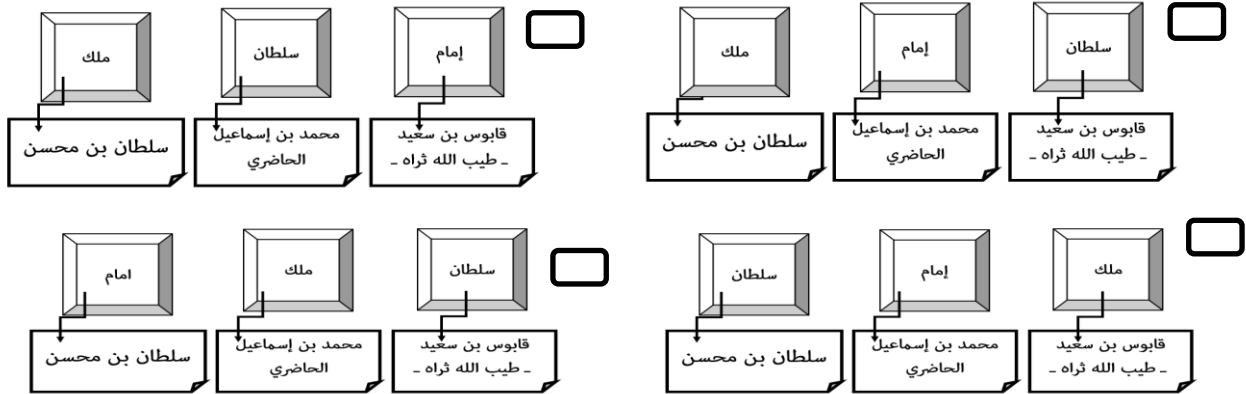 سلطان
إمام
ملك
قابوس بن سعيد
ـ طيب الله ثراه ـ
محمد بن إسماعيل
الحاضري
سلطان بن محسن
إمام
سلطان
ملك
قابوس بن سعيد
ـ طيب الله ثراه ـ
محمد بن إسماعيل
الحاضري
سلطان بن محسن
ملك
إمام
سلطان
قابوس بن سعيد
ـ طيب الله ثراه ـ
محمد بن إسماعيل
الحاضري
سلطان بن محسن
سلطان
ملك
امام
قابوس بن سعيد
ـ طيب الله ثراه ـ
محمد بن إسماعيل
الحاضري
سلطان بن محسن